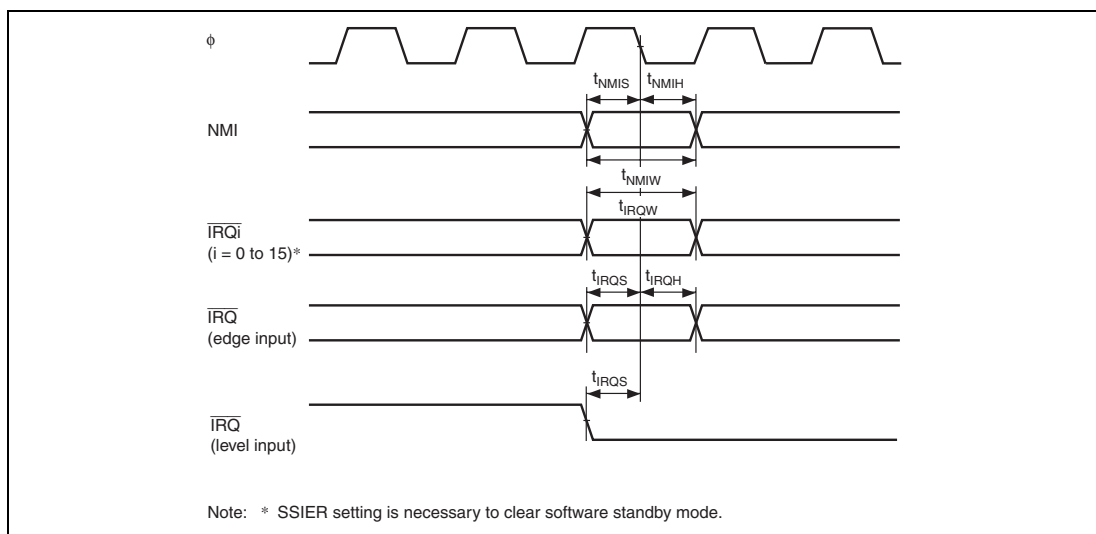 ϕ
tNMIS tNMIH
NMI
tNMIW
tIRQW
IRQi
(i = 0 to 15)*
tIRQS tIRQH
IRQ
(edge input)
tIRQS
IRQ
(level input)
Note: * SSIER setting is necessary to clear software standby mode.